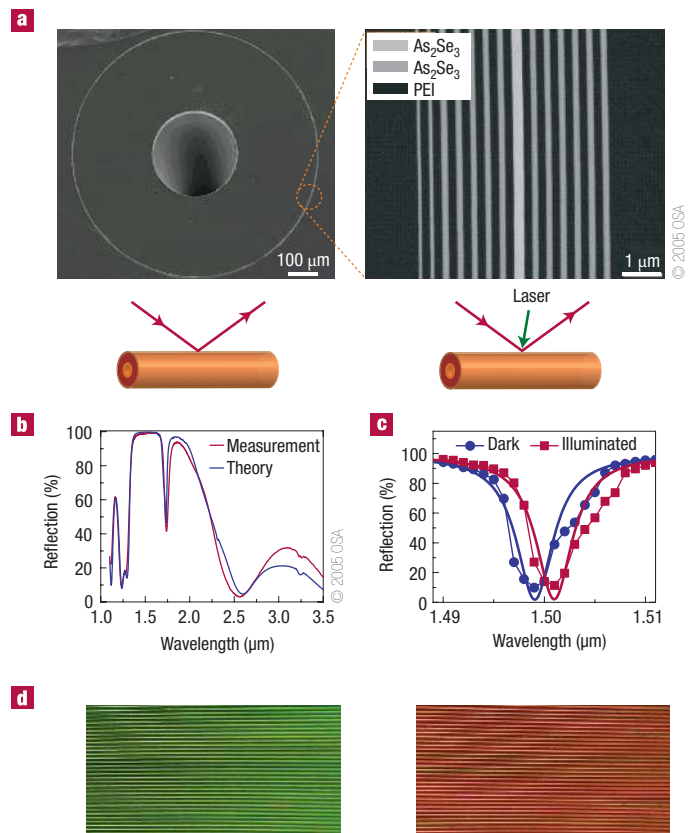 a
As₂Se₃
As₂Se₃
PEI
100 µm
1 µm
© 2005 OSA
Laser
b
100
80
60
40
20
0
Reflection (%)
Measurement
Theory
1.0 1.5 2.0 2.5 3.0 3.5
Wavelength (µm)
© 2005 OSA
c
Dark Illuminated
100
80
60
40
20
0
Reflection (%)
1.49 1.50 1.51
Wavelength (µm)
d